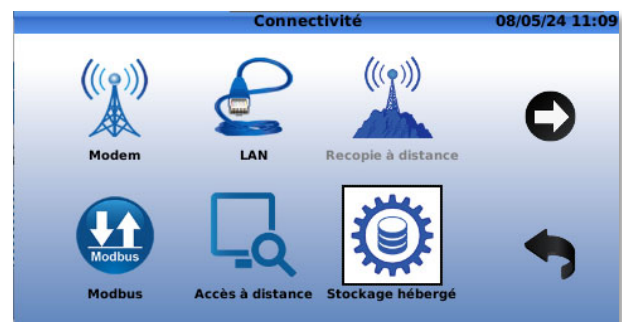 Connectivité 08/05/24 11:09
Modem LAN Recopie à distance
Modbus
Modbus Accès à distance Stockage hébergé